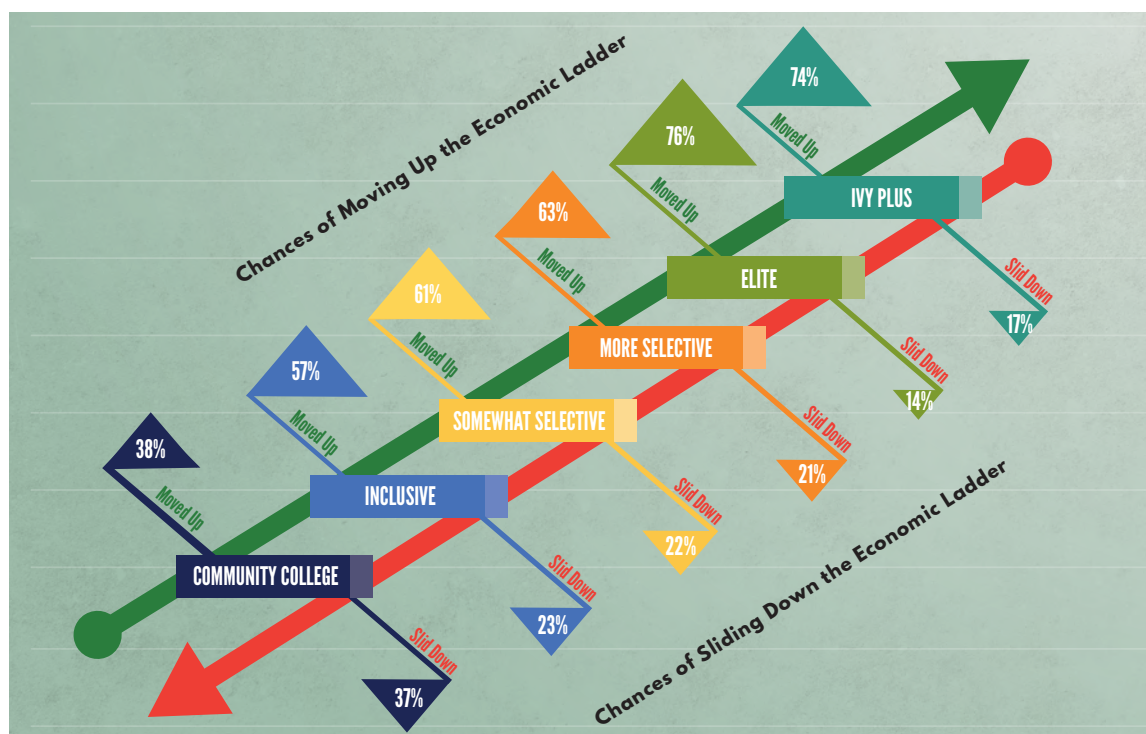 Chances of Moving Up the Economic Ladder
74%
Moved Up
IVY PLUS
Slid Down
17%
76%
Moved Up
ELITE
Slid Down
14%
63%
Moved Up
MORE SELECTIVE
Slid Down
21%
61%
Moved Up
SOMEWHAT SELECTIVE
Slid Down
22%
57%
Moved Up
INCLUSIVE
Slid Down
23%
38%
Moved Up
COMMUNITY COLLEGE
Slid Down
37%
Chances of Sliding Down the Economic Ladder